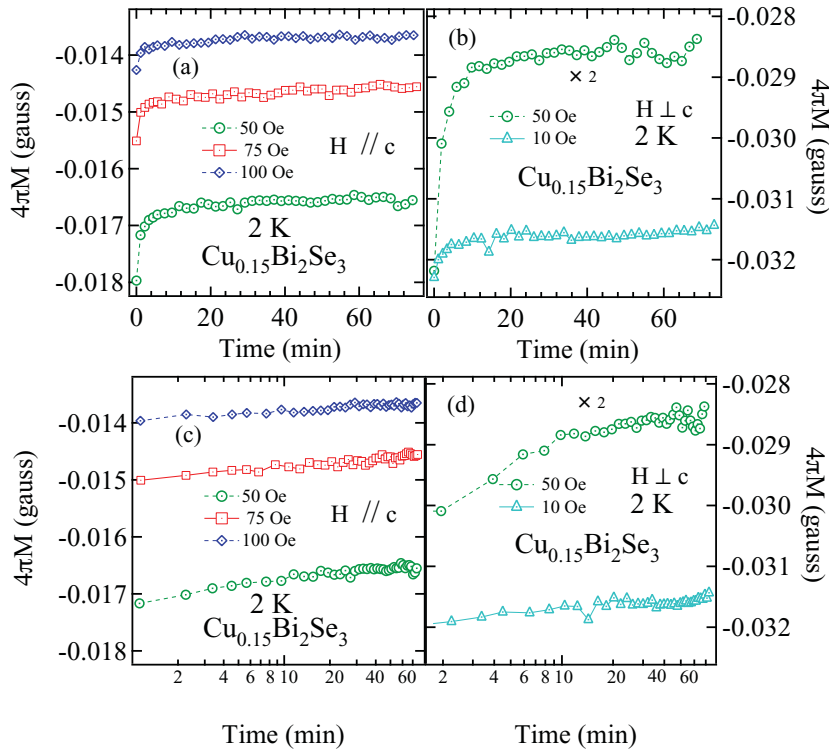 -0.014
-0.015
-0.016
-0.017
-0.018
4πM (gauss)
(a)
50 Oe
75 Oe
100 Oe
H // c
2 K
Cu0.15Bi2Se3
0
20
40
60
Time (min)
(b)
× 2
50 Oe
10 Oe
H ⊥ c
2 K
Cu0.15Bi2Se3
-0.028
-0.029
-0.030
-0.031
-0.032
4πM (gauss)
0
20
40
60
Time (min)
-0.014
-0.015
-0.016
-0.017
-0.018
4πM (gauss)
(c)
50 Oe
75 Oe
100 Oe
H // c
2 K
Cu0.15Bi2Se3
2
4
6
8
10
20
40
60
Time (min)
(d)
× 2
50 Oe
10 Oe
H ⊥ c
2 K
Cu0.15Bi2Se3
-0.028
-0.029
-0.030
-0.031
-0.032
4πM (gauss)
2
4
6
8
10
20
40
60
Time (min)